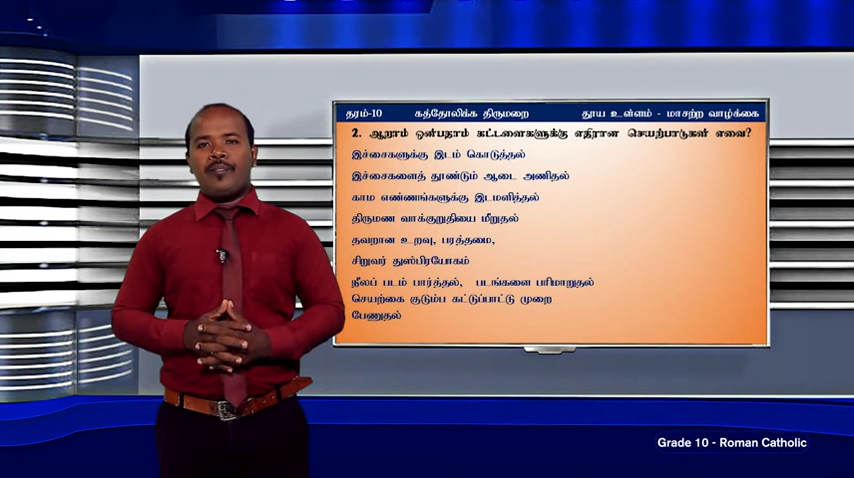 தரம்-10 கத்தோலிக்க திருமறை தூய உள்ளம் - மாசற்ற வாழ்க்கை
2. ஆறாம் ஒன்பதாம் கட்டளைகளுக்கு எதிரான செயற்பாடுகள் எவை?
இச்சைகளுக்கு இடம் கொடுத்தல்
இச்சைகளைத் தூண்டும் ஆடை அணிதல்
காம எண்ணங்களுக்கு இடமளித்தல்
திருமண வாக்குறுதியை மீறுதல்
தவறான உறவு, பரத்தமை,
சிறுவர் துஸ்பிரயோகம்
நீலப் படம் பார்த்தல், படங்களை பரிமாறுதல்
செயற்கை குடும்ப கட்டுப்பாட்டு முறை
பேணுதல்
Grade 10 - Roman Catholic